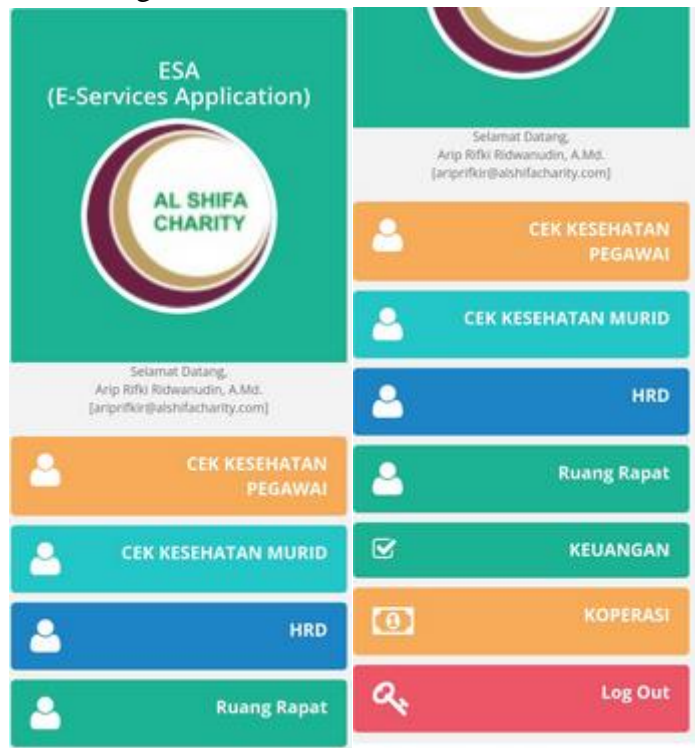 ESA
(E-Services Application)
AL SHIFA
CHARITY
Selamat Datang,
Arip Rifki Ridwanudin, A.Md.
[ariprifkir@alshifacharity.com]
CEK KESEHATAN
PEGAWAI
CEK KESEHATAN MURID
HRD
Ruang Rapat
Selamat Datang,
Arip Rifki Ridwanudin, A.Md.
[ariprifkir@alshifacharity.com]
CEK KESEHATAN
PEGAWAI
CEK KESEHATAN MURID
HRD
Ruang Rapat
KEUANGAN
1
KOPERASI
Log Out